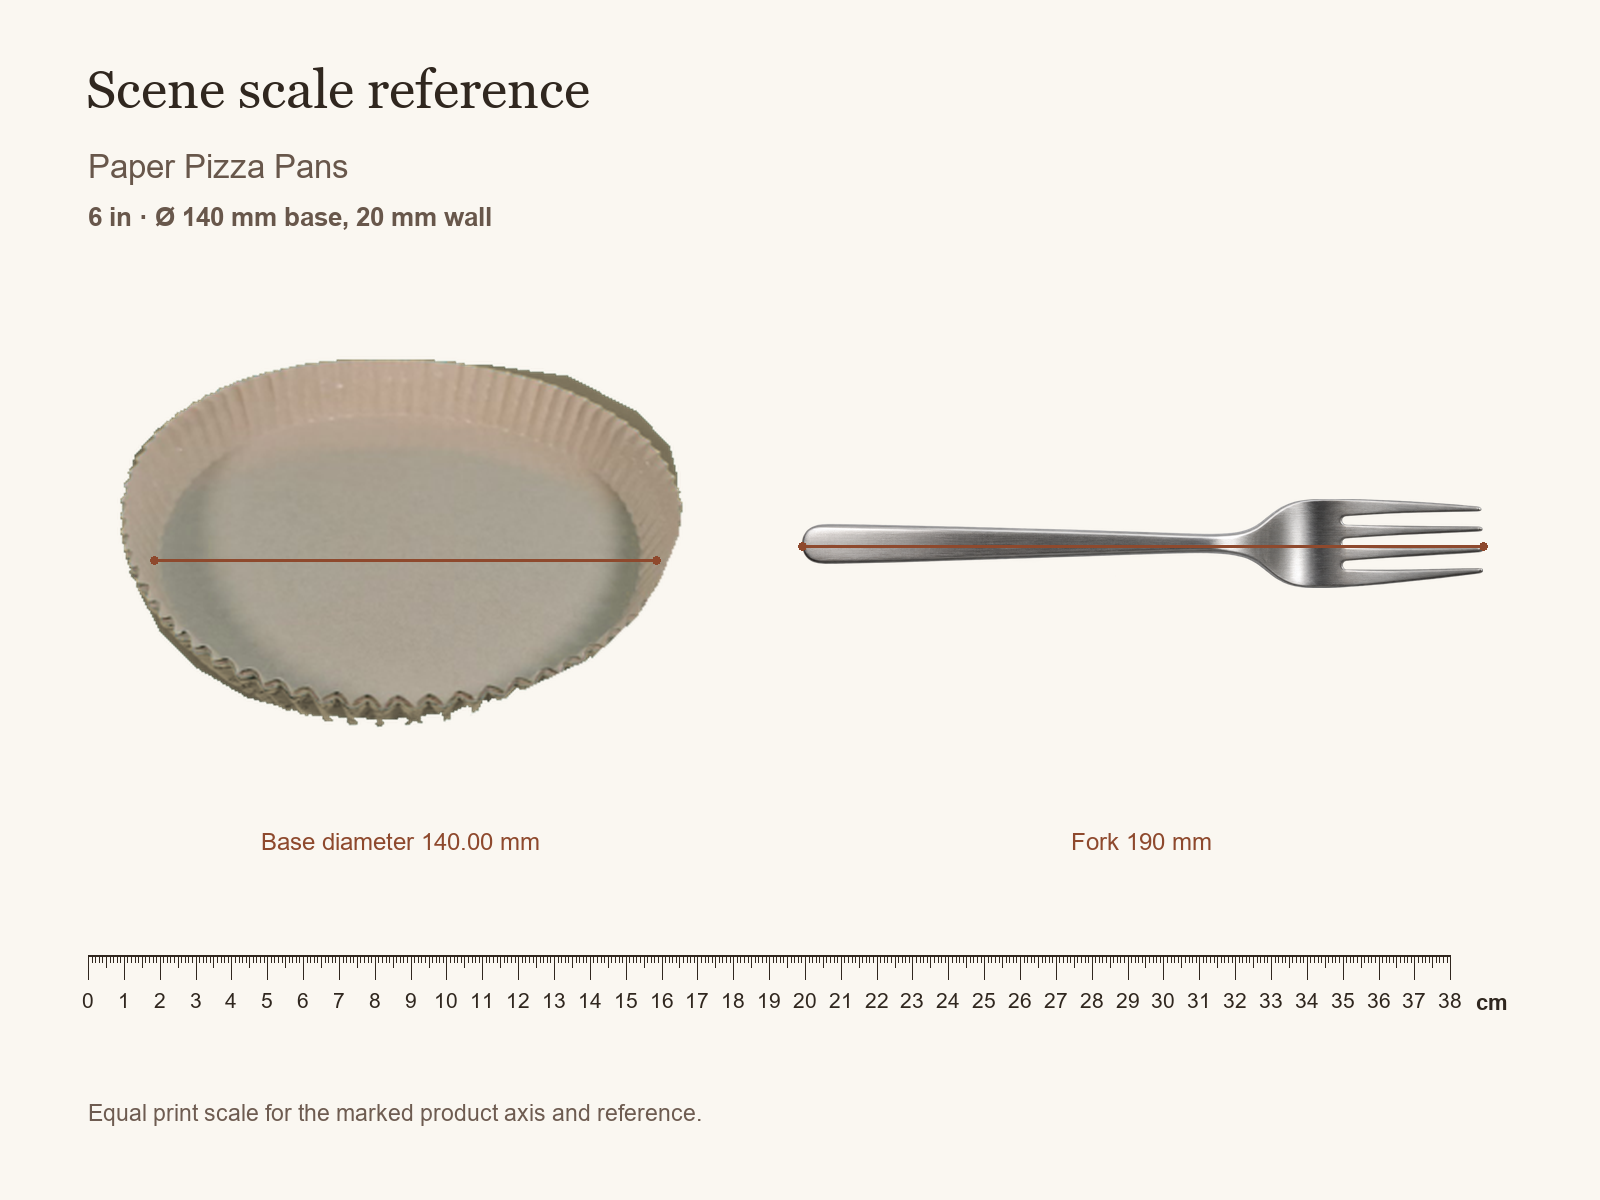 Scene scale reference
Paper Pizza Pans
6 in · Ø 140 mm base, 20 mm wall
Base diameter 140.00 mm
Fork 190 mm
0 1 2 3 4 5 6 7 8 9 10 11 12 13 14 15 16 17 18 19 20 21 22 23 24 25 26 27 28 29 30 31 32 33 34 35 36 37 38 cm
Equal print scale for the marked product axis and reference.